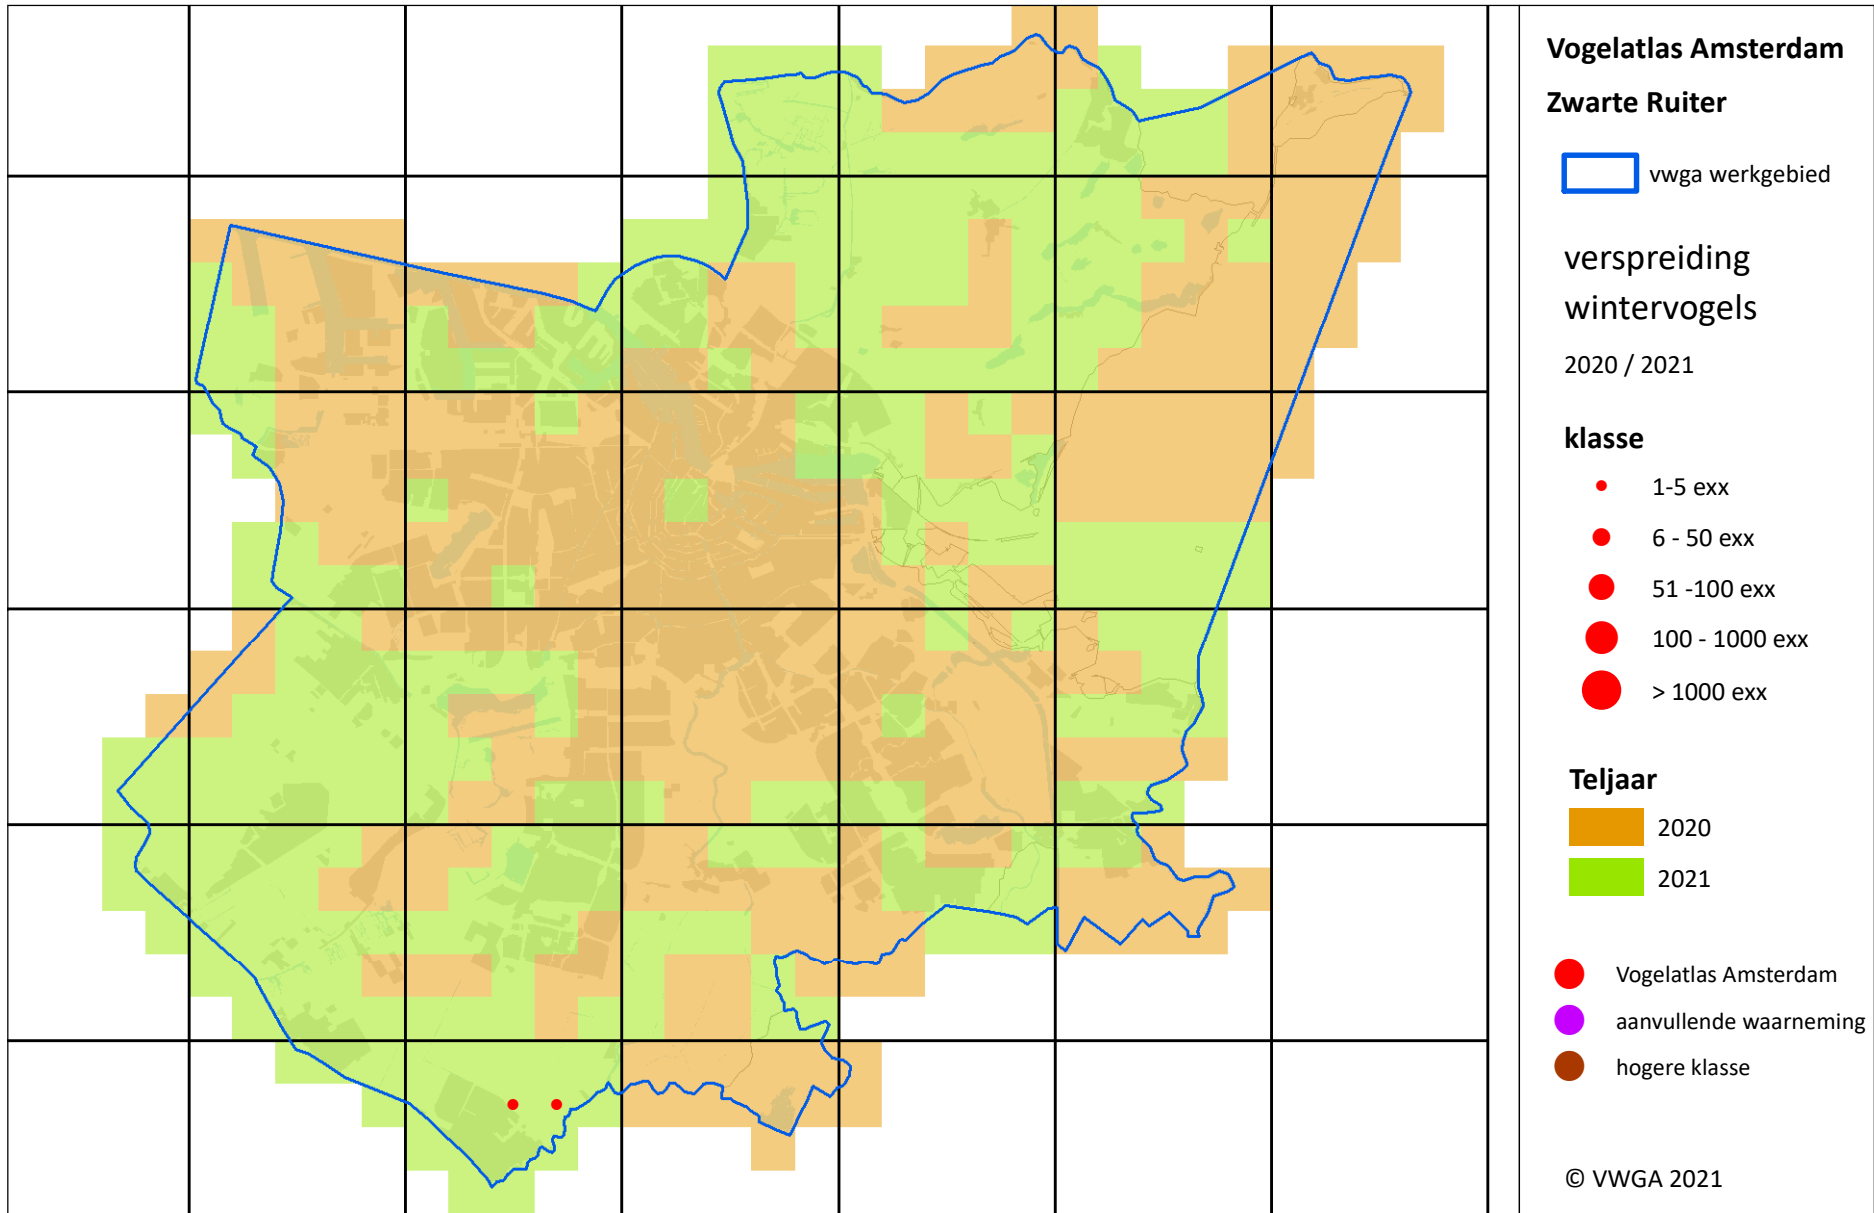 Vogelatlas Amsterdam
Zwarte Ruiter
vwga werkgebied
verspreiding
wintervogels
2020 / 2021
klasse
1-5 exx
6 - 50 exx
51 -100 exx
100 - 1000 exx
> 1000 exx
Teljaar
2020
2021
Vogelatlas Amsterdam
aanvullende waarneming
hogere klasse
© VWGA 2021